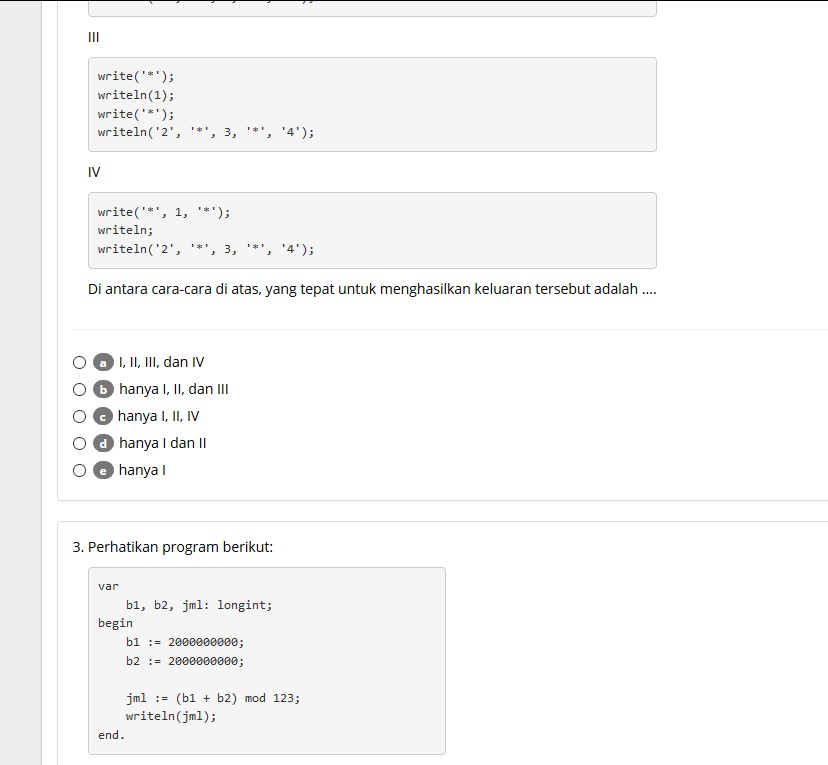 III
write('*');
writeln(1);
write('*');
writeln('2', '*', 3, '*', '4');
IV
write('*', 1, '*');
writeln;
writeln('2', '*', 3, '*', '4');
Di antara cara-cara di atas, yang tepat untuk menghasilkan keluaran tersebut adalah ....
a I, II, III, dan IV
b hanya I, II, dan III
c hanya I, II, IV
d hanya I dan II
e hanya I
3. Perhatikan program berikut:
var
    b1, b2, jml: longint;
begin
    b1 := 2000000000;
    b2 := 2000000000;
    jml := (b1 + b2) mod 123;
    writeln(jml);
end.